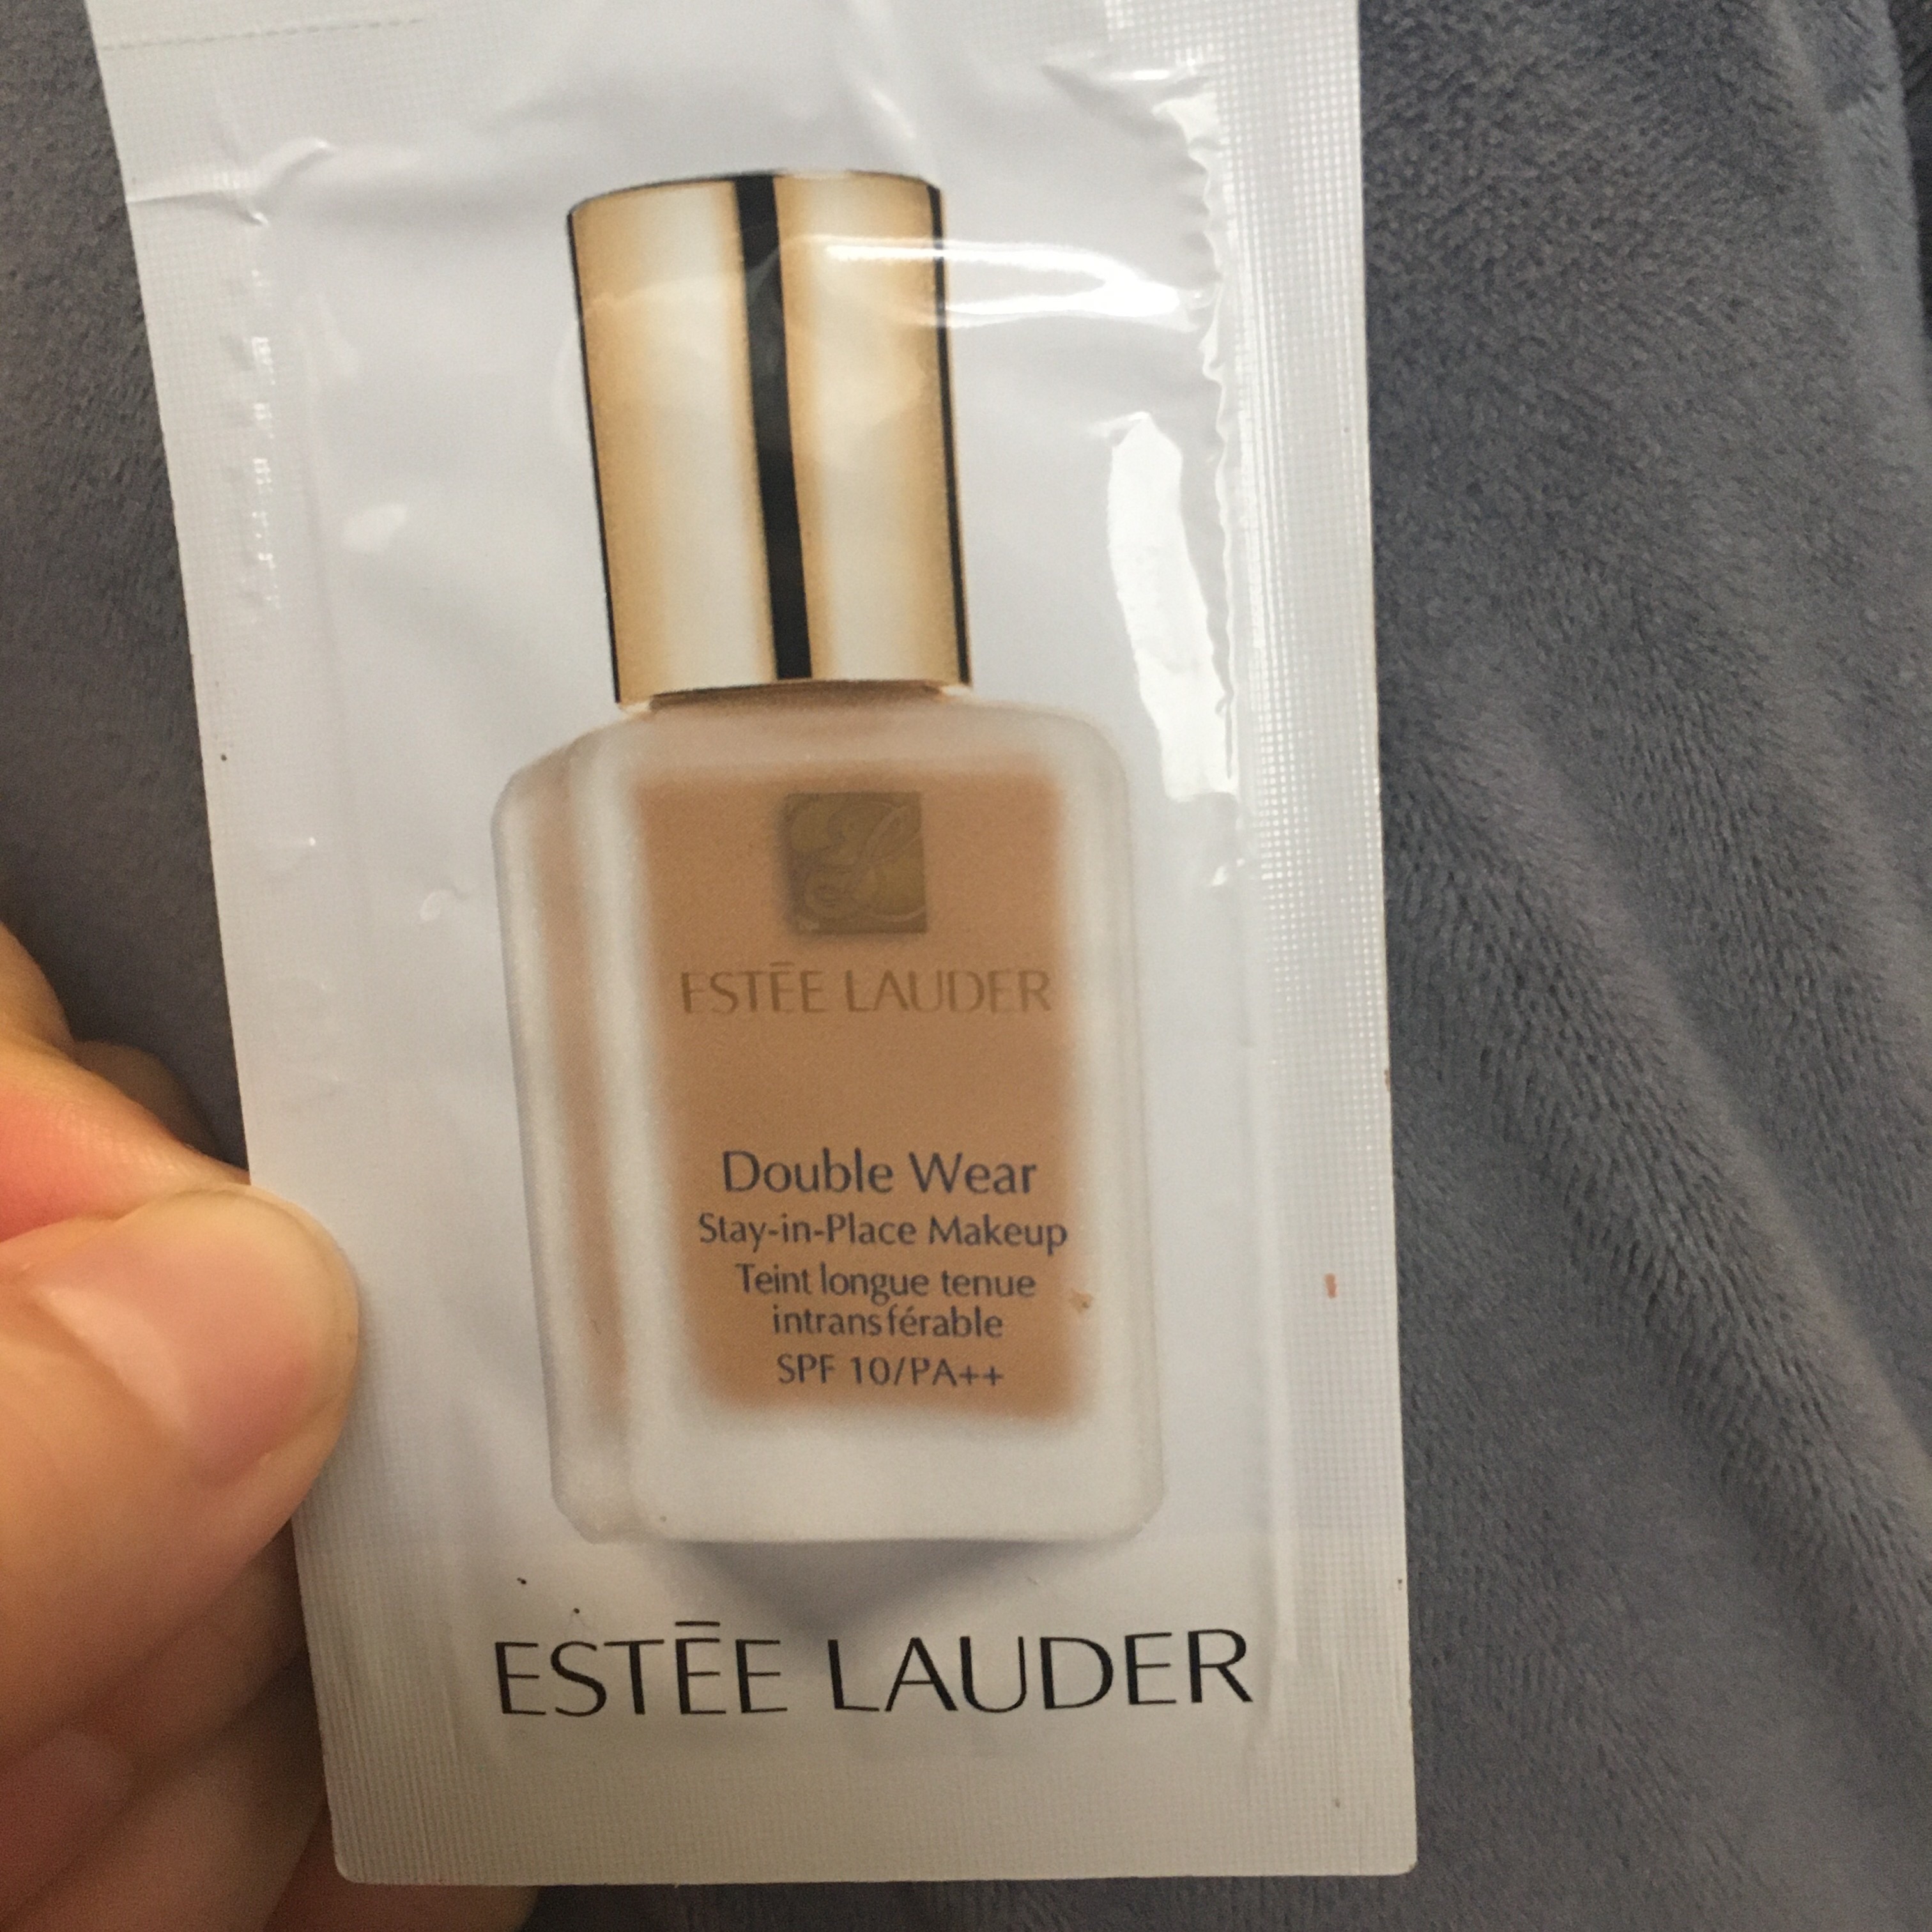 ESTĒE LAUDER
Double Wear
Stay-in-Place Makeup
Teint longue tenue
intransférable
SPF 10/PA++
ESTĒE LAUDER